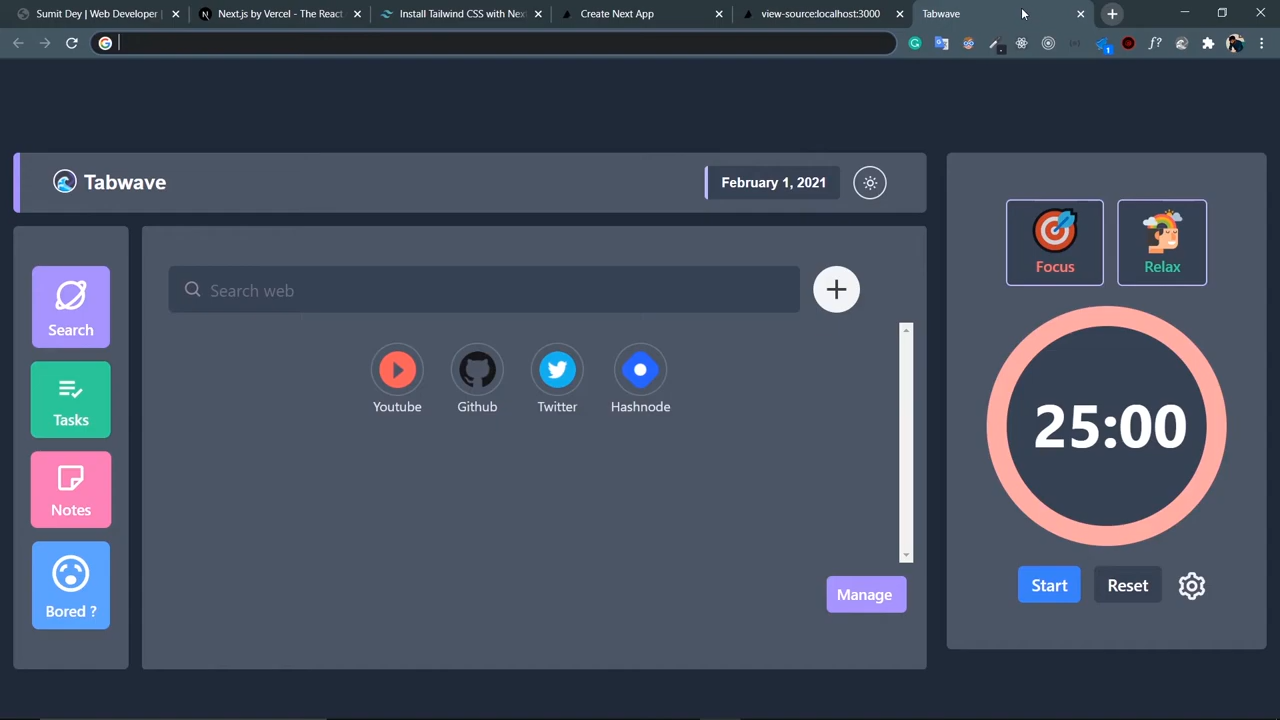 Sumit Dey | Web Developer |
Next.js by Vercel - The React
Install Tailwind CSS with Next
Create Next App
view-source:localhost:3000
Tabwave
1
f?
Tabwave
February 1, 2021
Search
Tasks
Notes
Bored ?
Search web
Youtube
Github
Twitter
Hashnode
Manage
Focus
Relax
25:00
Start
Reset